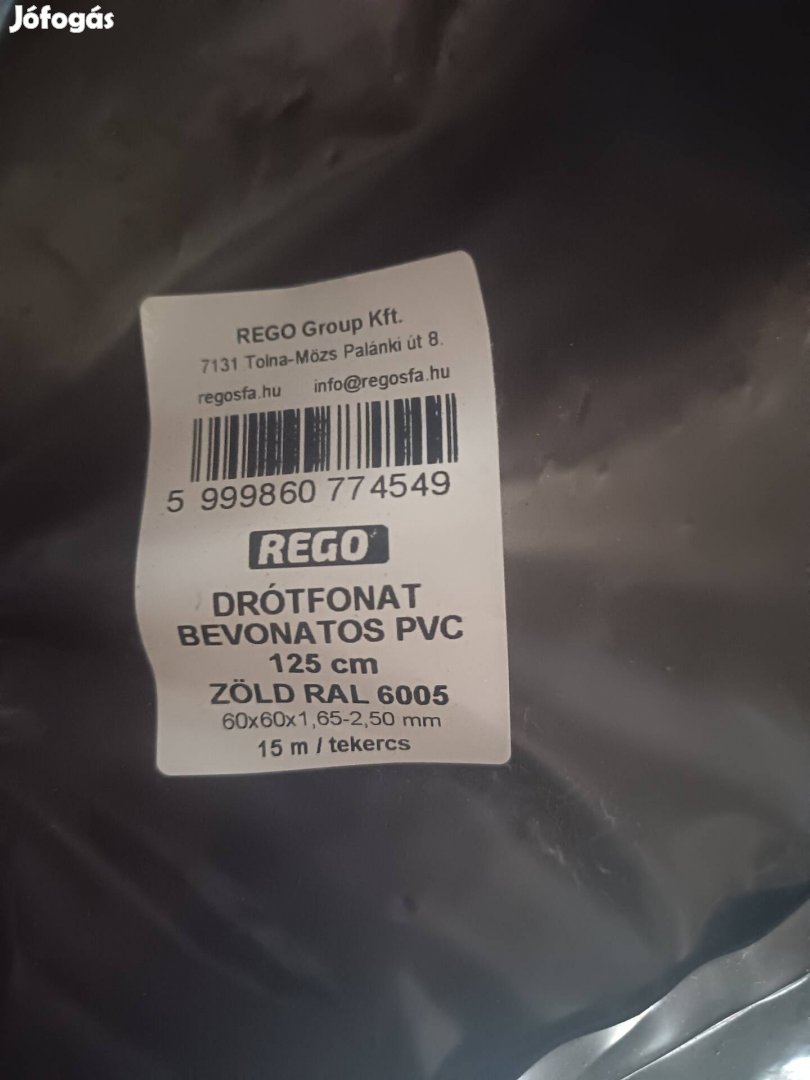 Jófogás
REGO Group Kft.
7131 Tolna-Mözs Palánki út 8.
regosfa.hu info@regosfa.hu
5 999860 774549
REGO
DRÓTFONAT
BEVONATOS PVC
125 cm
ZÖLD RAL 6005
60x60x1,65-2,50 mm
15 m / tekercs